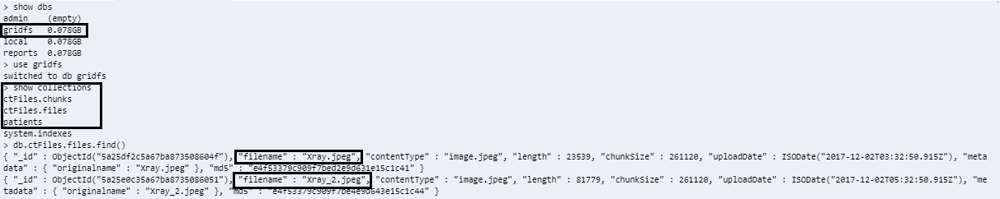 > show dbs
admin (empty)
gridfs 0.078GB
local 0.078GB
reports 0.078GB
> use gridfs
switched to db gridfs
> show collections
ctFiles.chunks
ctFiles.files
patients
system.indexes
> db.ctFiles.files.find()
{ "_id" : ObjectId("5a25df2c5a67ba873508604f"), "filename" : "Xray.jpeg", "contentType" : "image.jpeg", "length" : 23539, "chunkSize" : 261120, "uploadDate" : ISODate("2017-12-02T03:32:50.915Z"), "meta
data" : { "originalname" : "Xray.jpeg" }, "md5" : "e4f53379c909f7bed2e9d631e15c1c41" }
{ "_id" : ObjectId("5a25e0c35a67ba8735086051"), "filename" : "Xray_2.jpeg", "contentType" : "image.jpeg", "length" : 81779, "chunkSize" : 261120, "uploadDate" : ISODate("2017-12-02T05:32:50.915Z"), "me
tadata" : { "originalname" : "Xray_2.jpeg" }, "md5" : "e4f53379c909f7be4e9d643e15c1c44" }